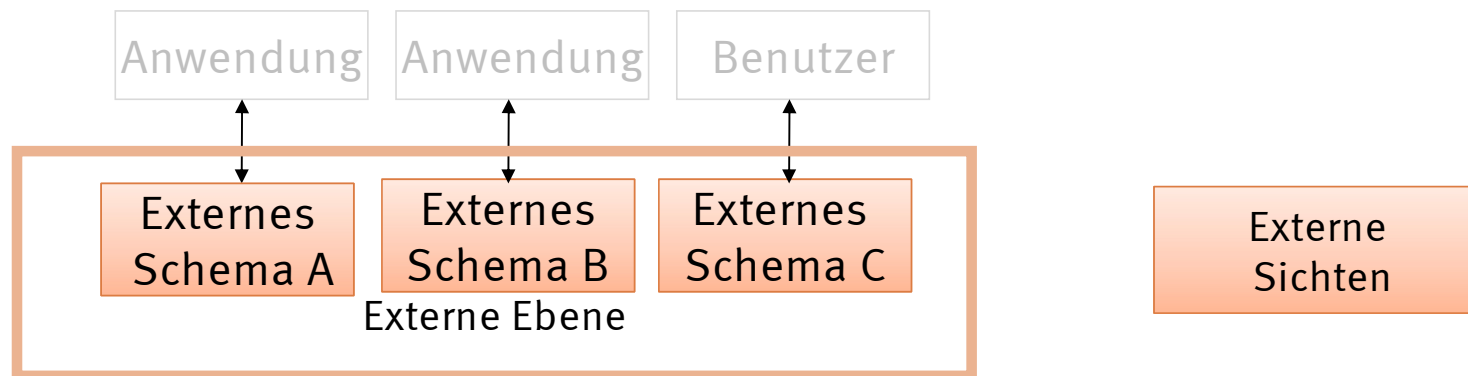 Anwendung
Anwendung
Benutzer
Externes
Schema A
Externes
Schema B
Externes
Schema C
Externe Ebene
Externe
Sichten